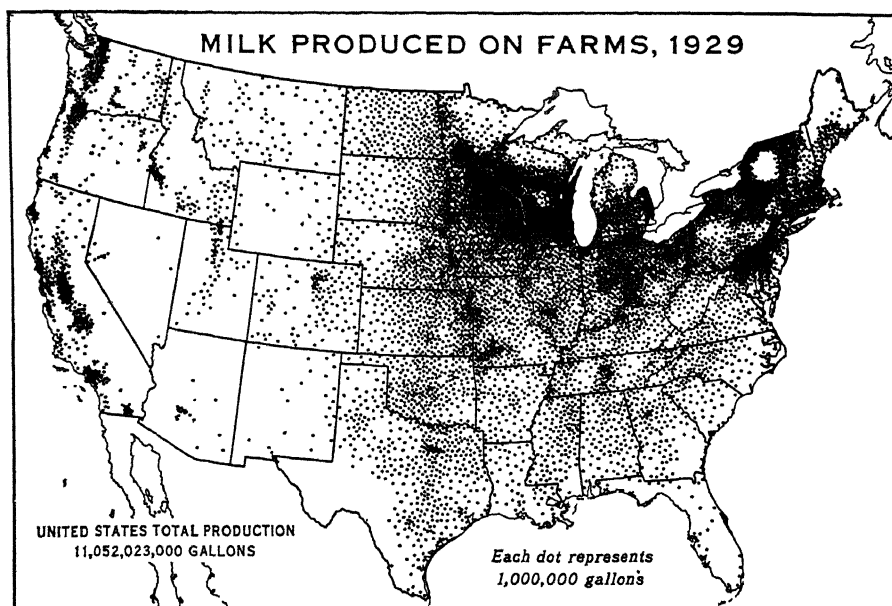 MILK PRODUCED ON FARMS, 1929
UNITED STATES TOTAL PRODUCTION
11,052,023,000 GALLONS
Each dot represents
1,000,000 gallons